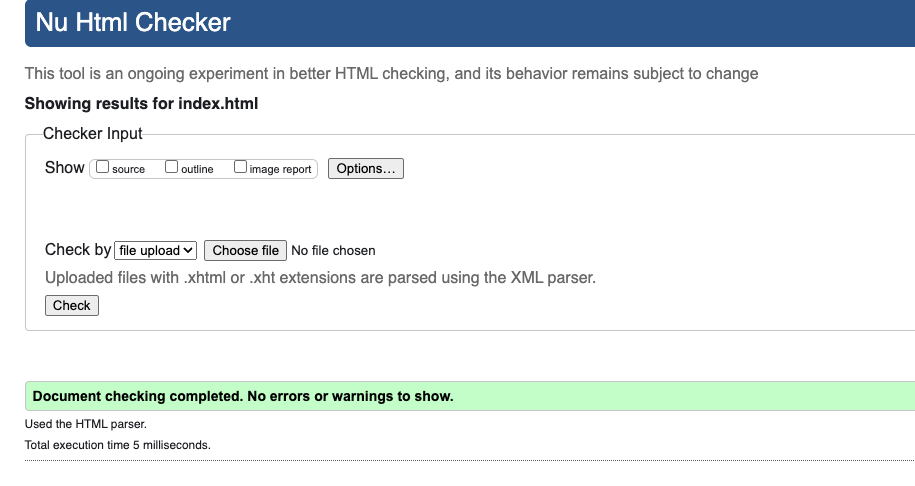 Nu Html Checker
This tool is an ongoing experiment in better HTML checking, and its behavior remains subject to change
Showing results for index.html
Checker Input
Show source outline image report Options...
Check by file upload Choose file No file chosen
Uploaded files with .xhtml or .xht extensions are parsed using the XML parser.
Check
Document checking completed. No errors or warnings to show.
Used the HTML parser.
Total execution time 5 milliseconds.